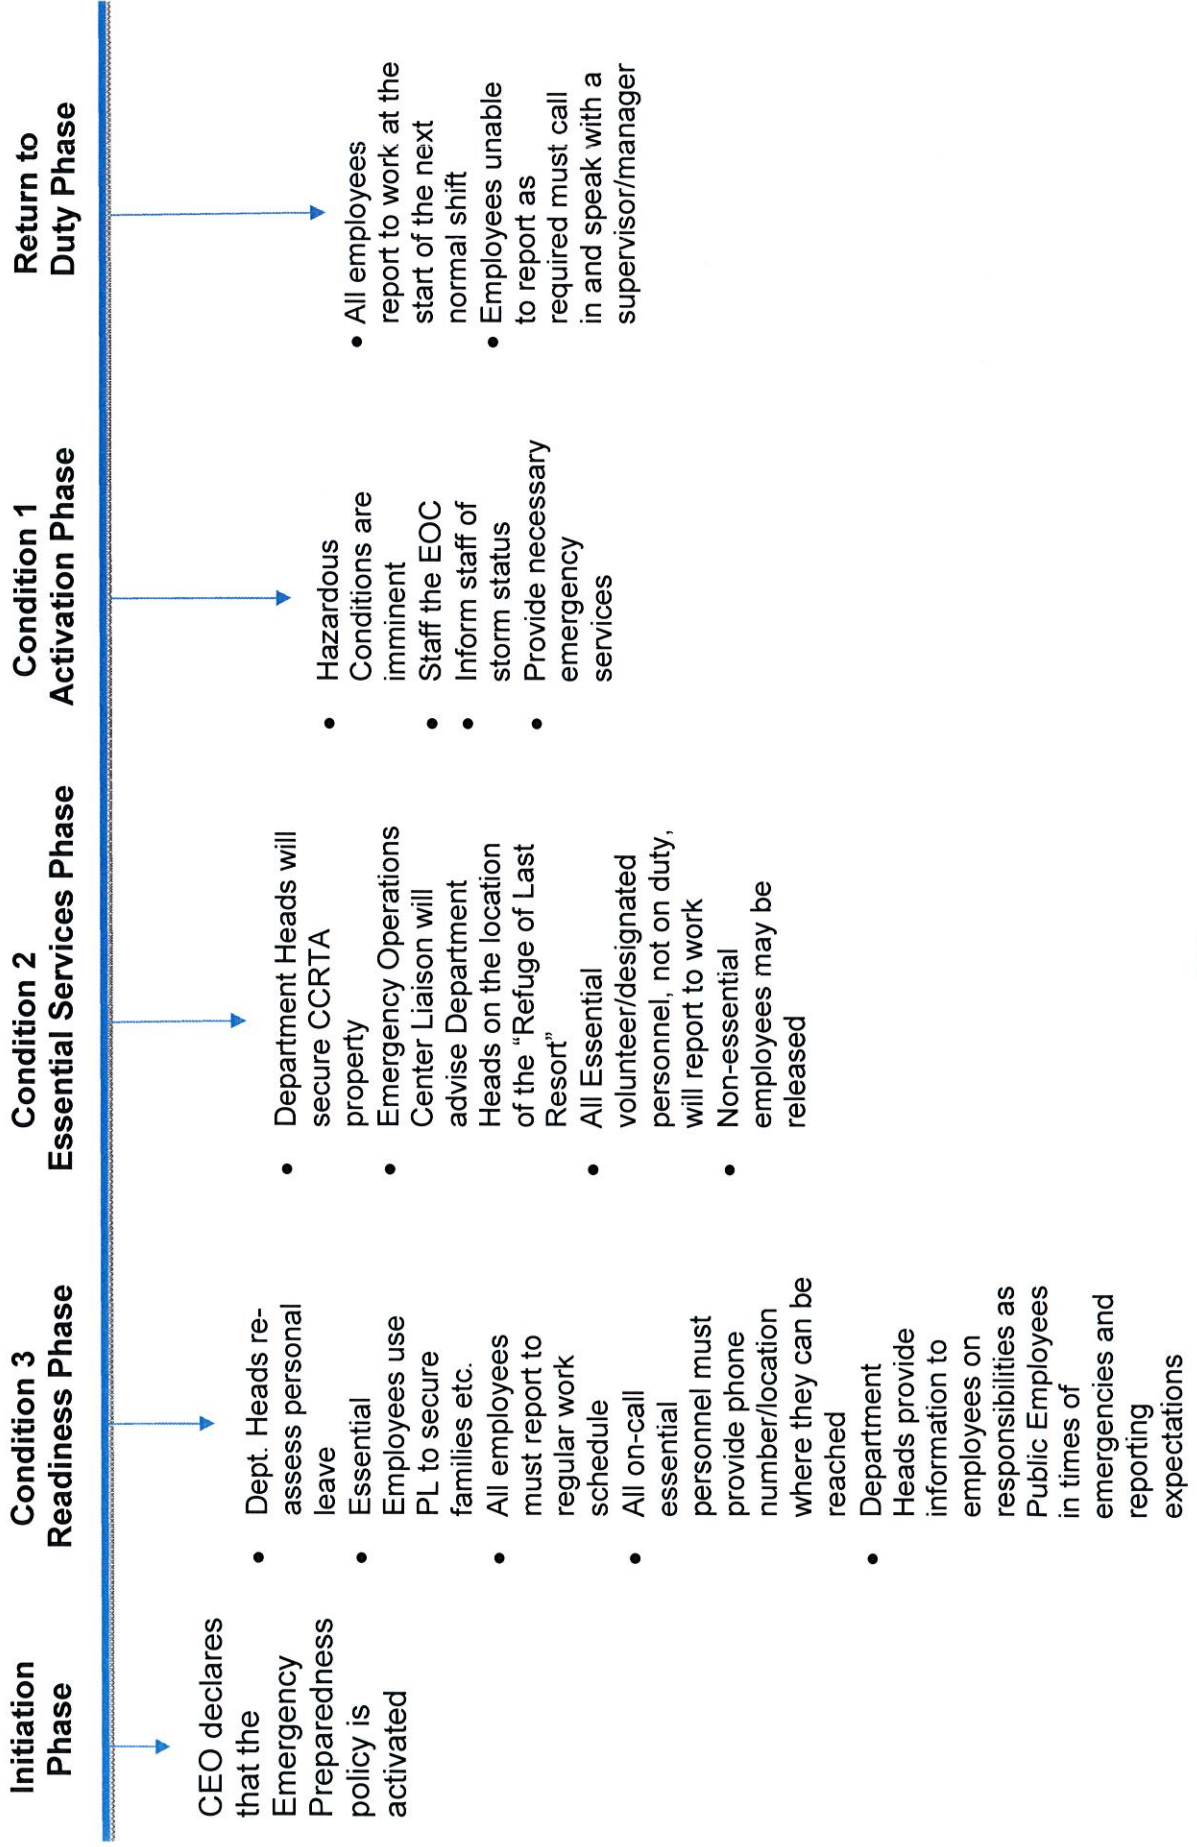 Initiation
Phase
CEO declares
that the
Emergency
Preparedness
policy is
activated
Condition 3
Readiness Phase
• Dept. Heads re-
assess personal
leave
• Essential
Employees use
PL to secure
families etc.
• All employees
must report to
regular work
schedule
• All on-call
essential
personnel must
provide phone
number/location
where they can be
reached
• Department
Heads provide
information to
employees on
responsibilities as
Public Employees
in times of
emergencies and
reporting
expectations
Condition 2
Essential Services Phase
• Department Heads will
secure CCRTA
property
• Emergency Operations
Center Liaison will
advise Department
Heads on the location
of the “Refuge of Last
Resort”
• All Essential
volunteer/designated
personnel, not on duty,
will report to work
• Non-essential
employees may be
released
Condition 1
Activation Phase
• Hazardous
Conditions are
imminent
• Staff the EOC
• Inform staff of
storm status
• Provide necessary
emergency
services
Return to
Duty Phase
• All employees
report to work at the
start of the next
normal shift
• Employees unable
to report as
required must call
in and speak with a
supervisor/manager